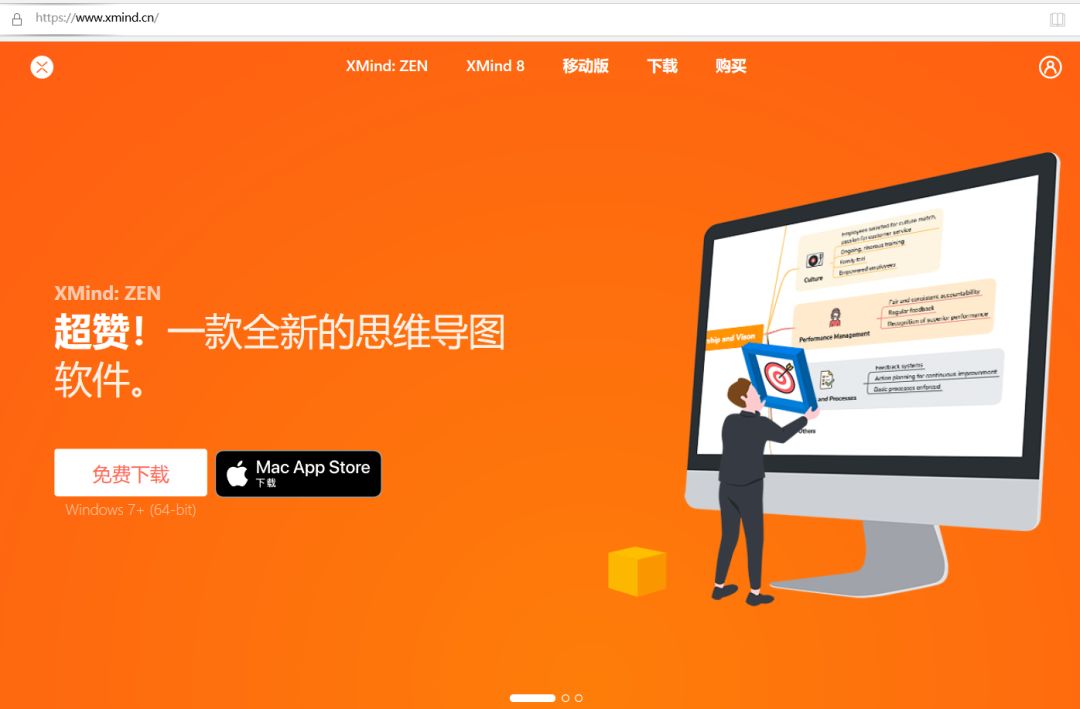 https://www.xmind.cn/
XMind: ZEN
XMind 8
移动版
下载
购买
XMind: ZEN
超赞！一款全新的思维导图
软件。
免费下载
Mac App Store
下载
Windows 7+ (64-bit)
Employees selected for culture match,
passion for customer service
Ongoing, rigorous training
Family feel
Empowered employees
Culture
Fair and consistent accountability
Regular feedback
Recognition of superior performance
Performance Management
ship and Vision
Feedback systems
Action planning for continuous improvement
Basic processes enforced
and Processes
Others